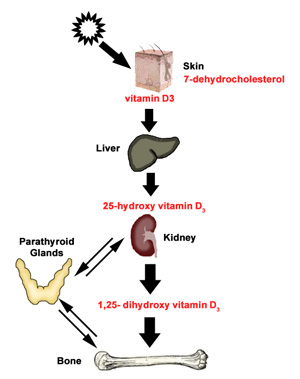 Skin
7-dehydrocholesterol
vitamin D3
Liver
25-hydroxy vitamin D3
Kidney
Parathyroid
Glands
1,25- dihydroxy vitamin D3
Bone